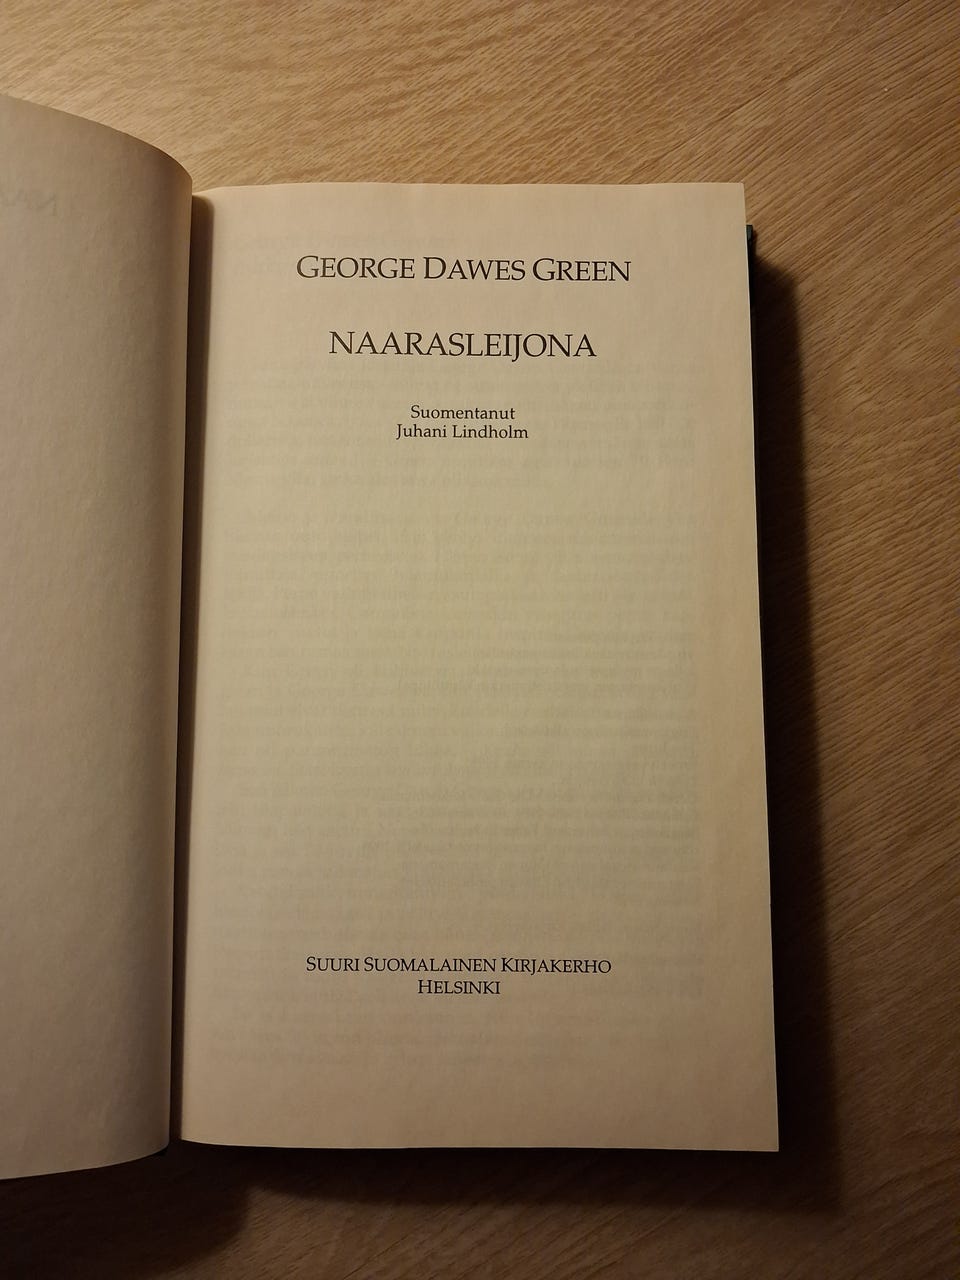 GEORGE DAWES GREEN
NAARASLEIJONA
Suomentanut
Juhani Lindholm
SUURI SUOMALAINEN KIRJAKERHO
HELSINKI